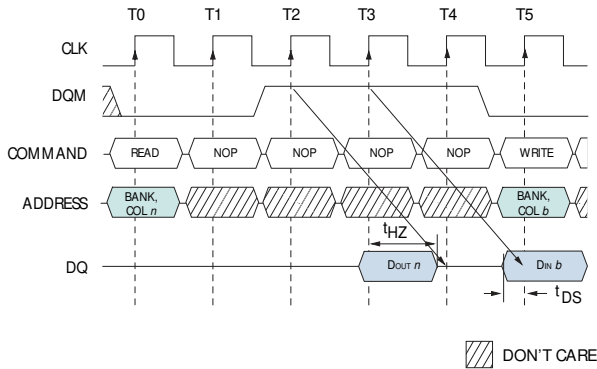 T0 T1 T2 T3 T4 T5
CLK
DQM
COMMAND READ NOP NOP NOP NOP WRITE
ADDRESS BANK, COL n BANK, COL b
tHZ
DQ DOUT n DIN b
tDS
DON'T CARE